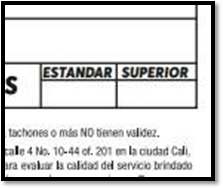 ESTANDAR SUPERIOR
S
tachones o más NO tienen validez.
calle 4 No. 10-44 of. 201 en la ciudad Cali,
ara evaluar la calidad del servicio brindado